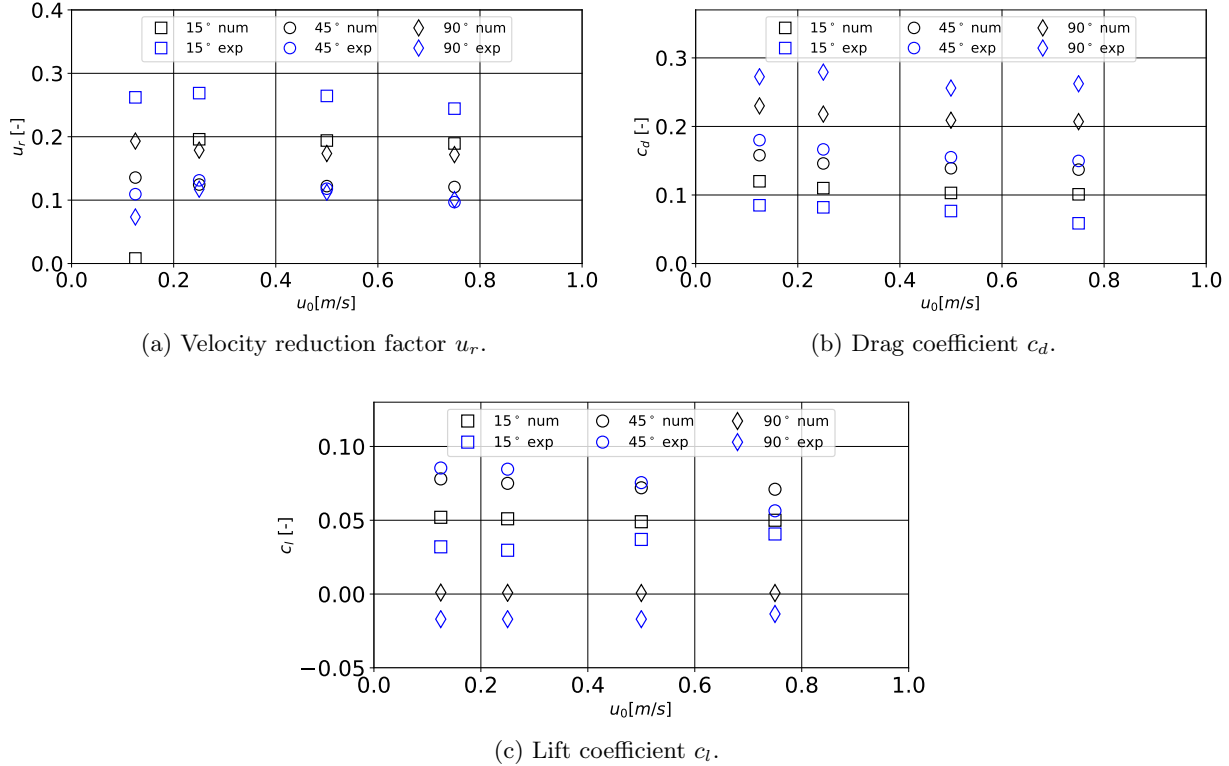 15° num 45° num 90° num
15° exp 45° exp 90° exp
0.4
0.3
0.2
0.1
0.0
u_r [-]
0.0 0.2 0.4 0.6 0.8 1.0
u_0[m/s]
(a) Velocity reduction factor u_r.
15° num 45° num 90° num
15° exp 45° exp 90° exp
0.3
0.2
0.1
0.0
c_d [-]
0.0 0.2 0.4 0.6 0.8 1.0
u_0[m/s]
(b) Drag coefficient c_d.
15° num 45° num 90° num
15° exp 45° exp 90° exp
0.10
0.05
0.00
−0.05
c_l [-]
0.0 0.2 0.4 0.6 0.8 1.0
u_0[m/s]
(c) Lift coefficient c_l.